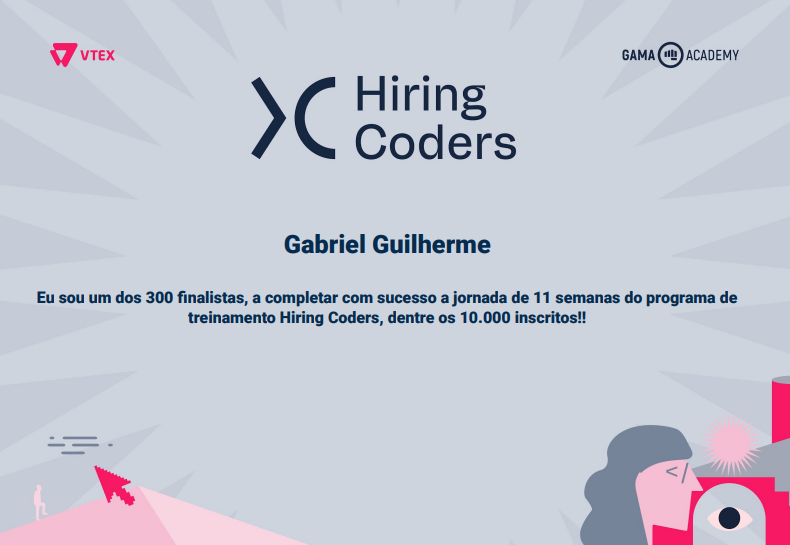 VTEX
GAMA ACADEMY
Hiring
Coders
Gabriel Guilherme
Eu sou um dos 300 finalistas, a completar com sucesso a jornada de 11 semanas do programa de
treinamento Hiring Coders, dentre os 10.000 inscritos!!
<//